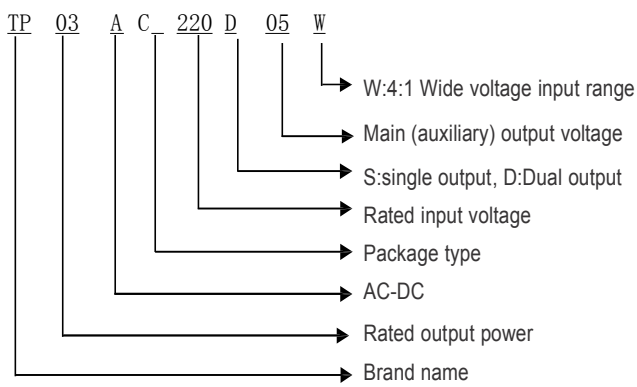 TP 03 A C_ 220 D 05 W
W:4:1 Wide voltage input range
Main (auxiliary) output voltage
S:single output, D:Dual output
Rated input voltage
Package type
AC-DC
Rated output power
Brand name